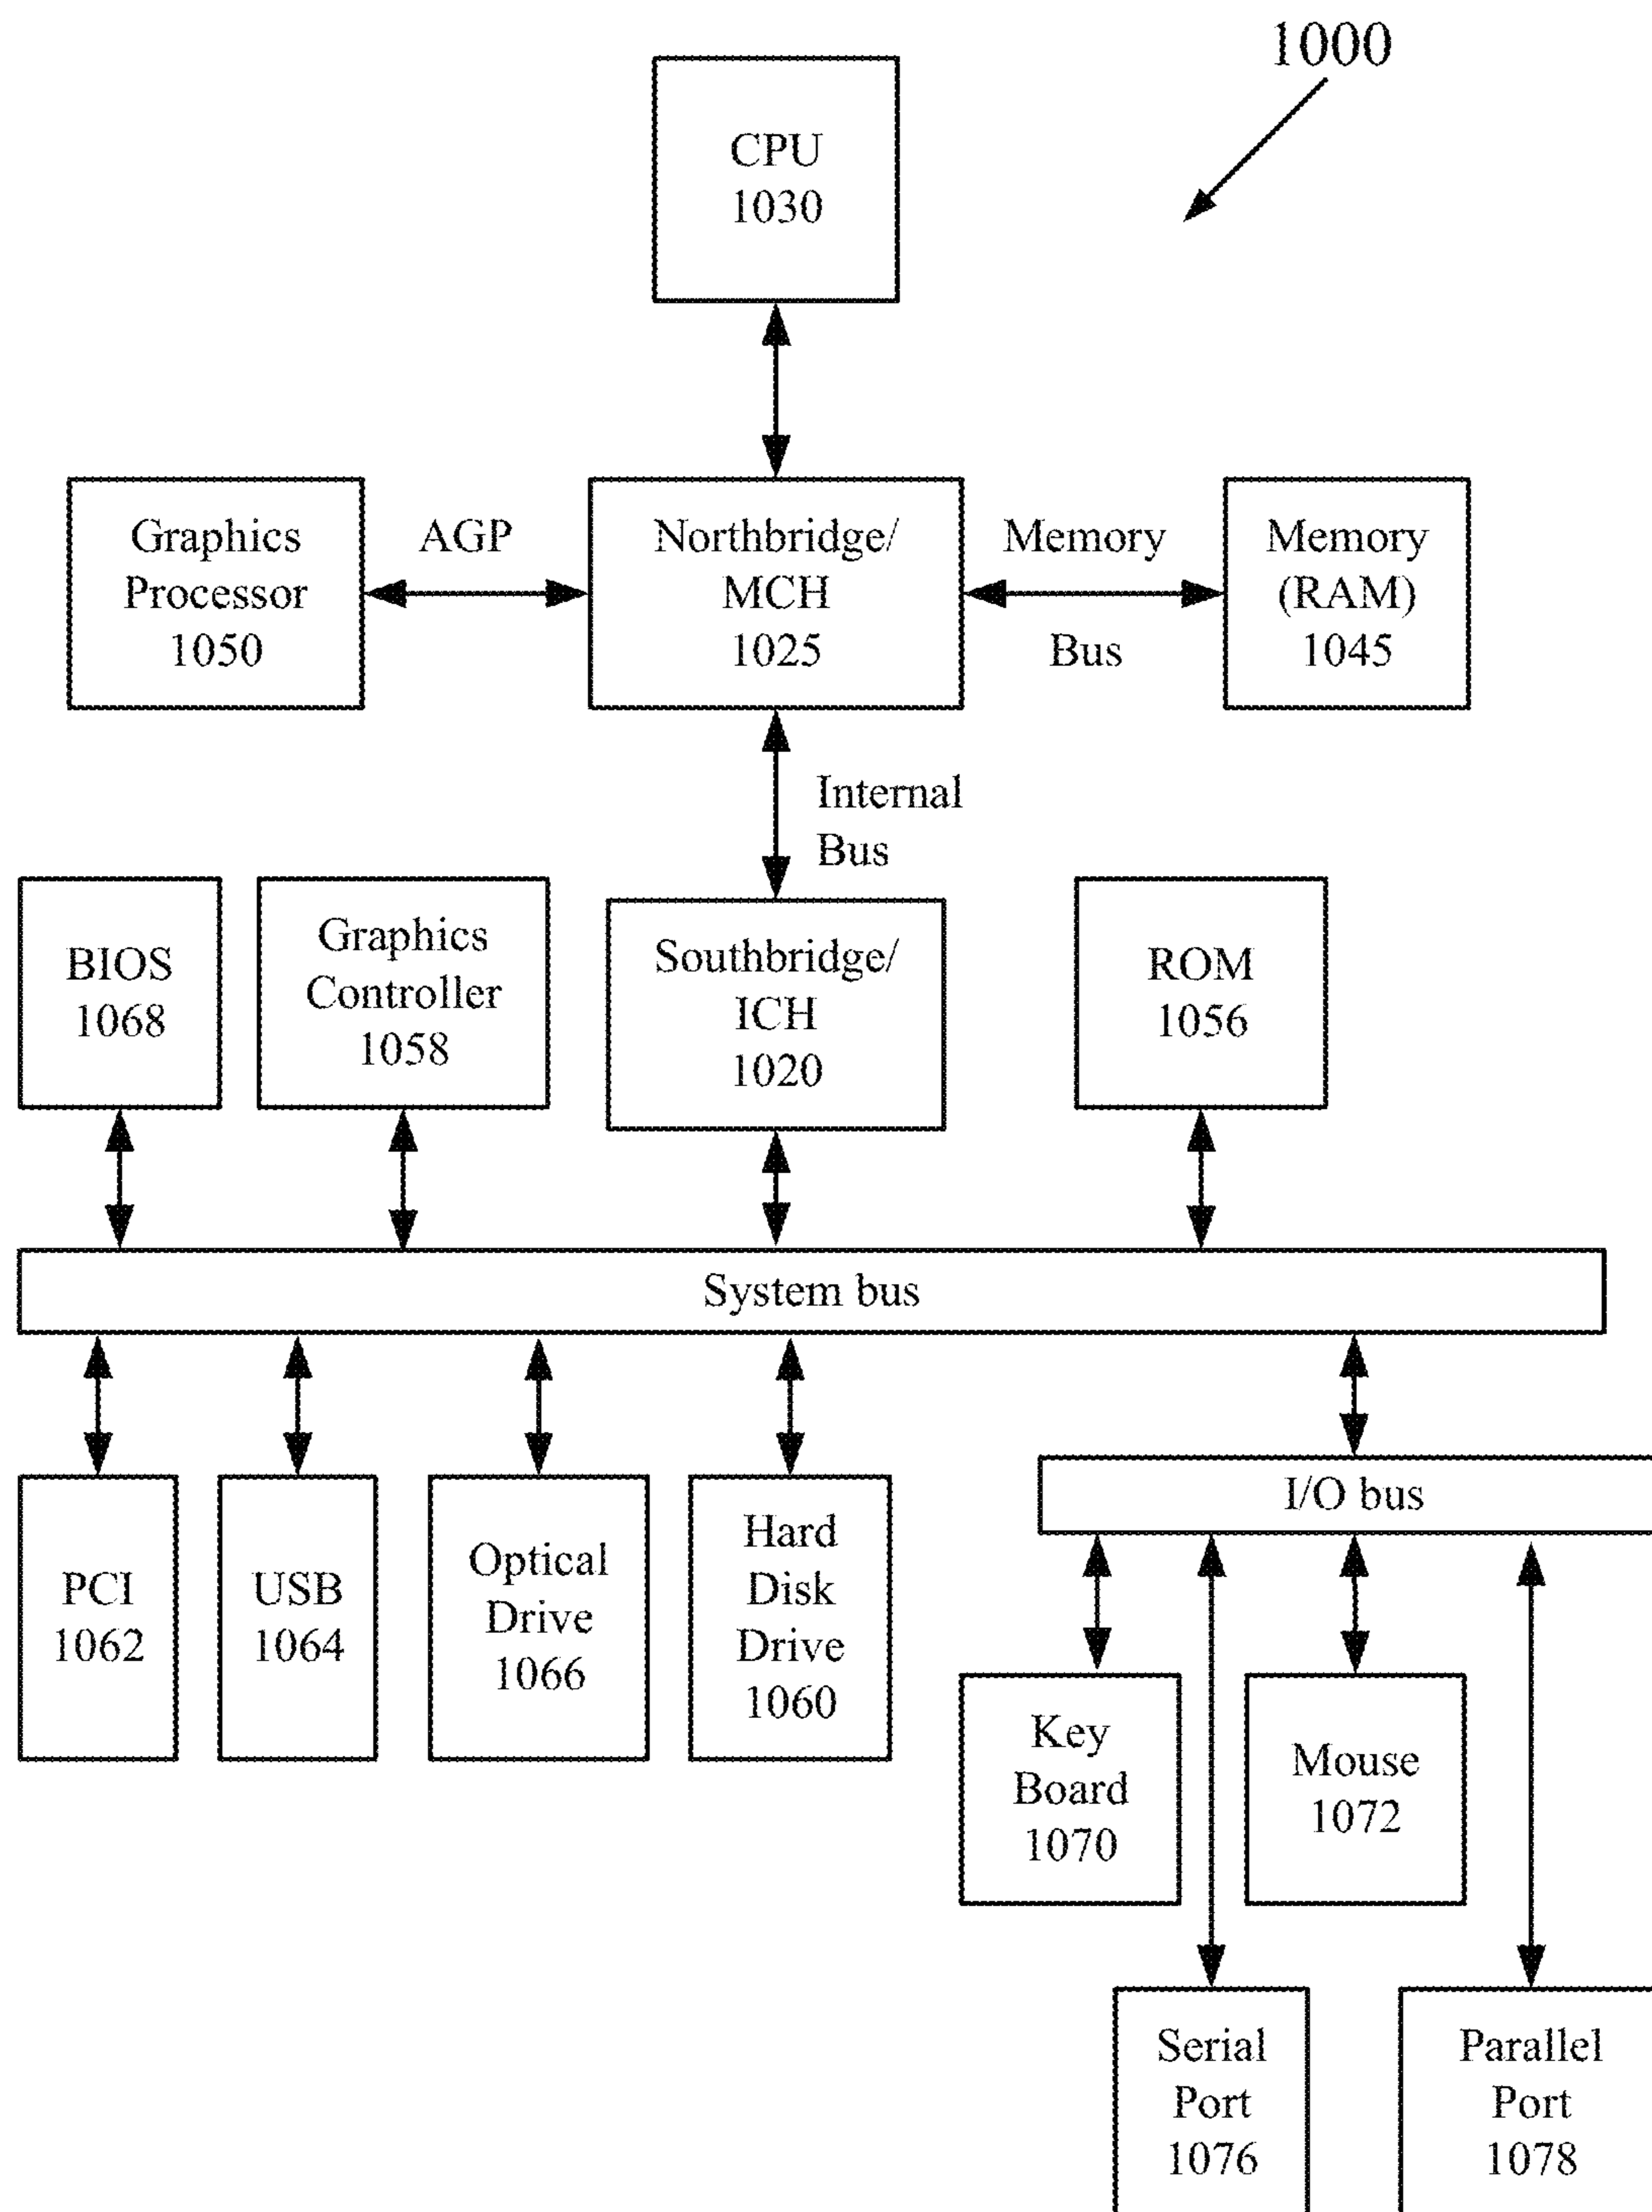 1000
CPU
1030
Graphics
Processor
1050
AGP
Northbridge/
MCH
1025
Memory
Bus
Memory
(RAM)
1045
Internal
Bus
BIOS
1068
Graphics
Controller
1058
Southbridge/
ICH
1020
ROM
1056
System bus
PCI
1062
USB
1064
Optical
Drive
1066
Hard
Disk
Drive
1060
I/O bus
Key
Board
1070
Mouse
1072
Serial
Port
1076
Parallel
Port
1078